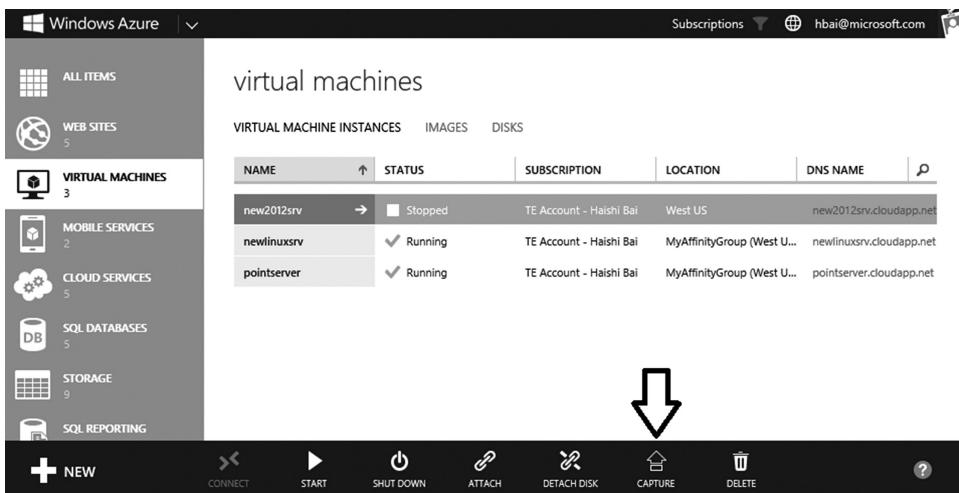 Windows Azure
Subscriptions hbai@microsoft.com
ALL ITEMS
WEB SITES
5
VIRTUAL MACHINES
3
MOBILE SERVICES
2
CLOUD SERVICES
5
SQL DATABASES
5
DB
STORAGE
9
SQL REPORTING
virtual machines
VIRTUAL MACHINE INSTANCES IMAGES DISKS
NAME STATUS SUBSCRIPTION LOCATION DNS NAME
new2012srv Stopped TE Account - Haishi Bai West US new2012srv.cloudapp.net
newlinuxsrv Running TE Account - Haishi Bai MyAffinityGroup (West U... newlinuxsrv.cloudapp.net
pointserver Running TE Account - Haishi Bai MyAffinityGroup (West U... pointserver.cloudapp.net
NEW CONNECT START SHUT DOWN ATTACH DETACH DISK CAPTURE DELETE ?